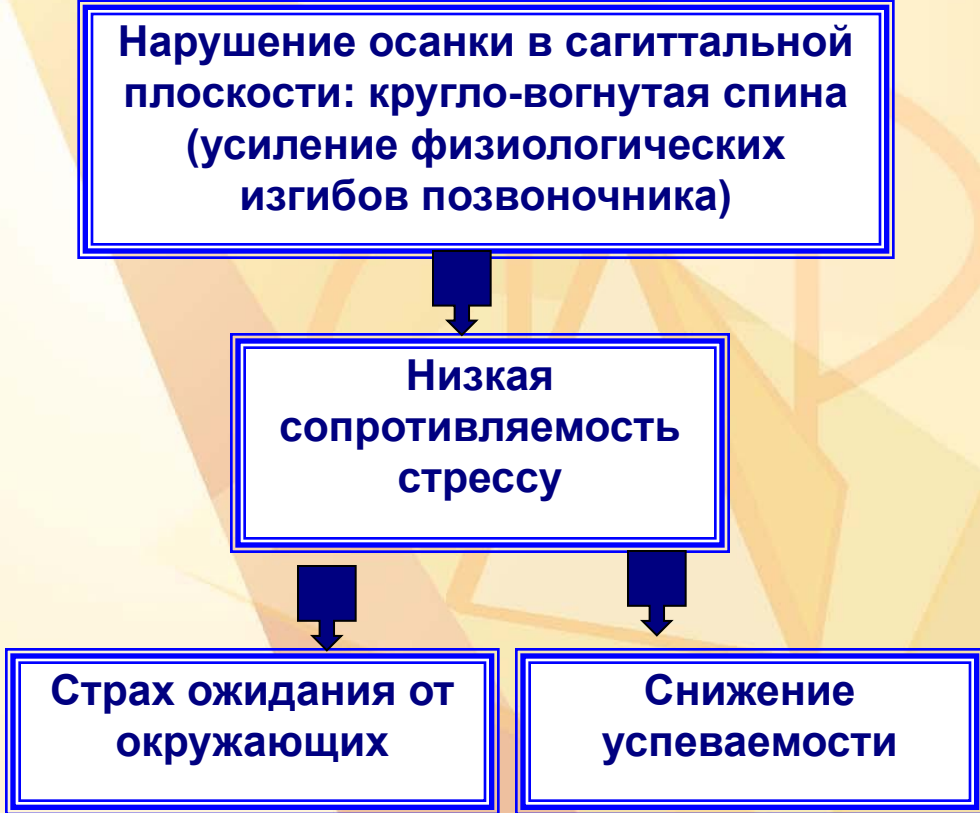 Нарушение осанки в сагиттальной
плоскости: кругло-вогнутая спина
(усиление физиологических
изгибов позвоночника)
Низкая
сопротивляемость
стрессу
Страх ожидания от
окружающих
Снижение
успеваемости